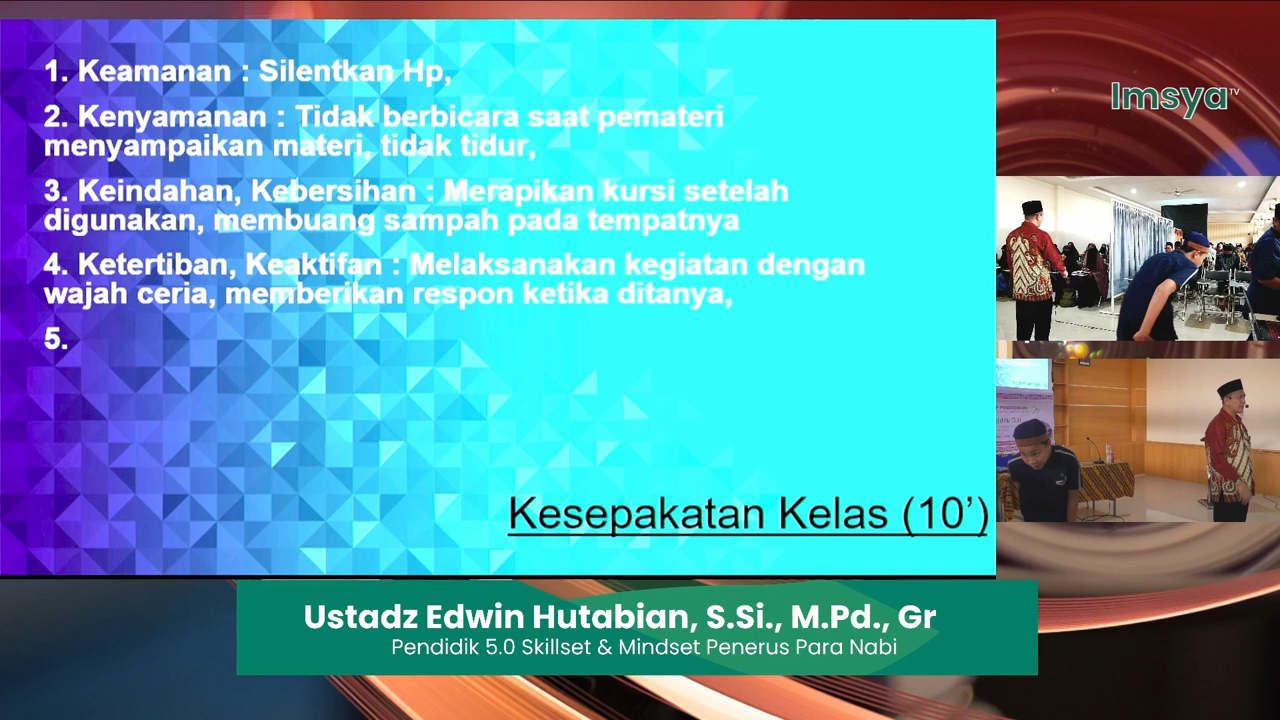 1. Keamanan : Silentkan Hp,
2. Kenyamanan : Tidak berbicara saat pemateri
menyampaikan materi, tidak tidur,
3. Keindahan, Kebersihan : Merapikan kursi setelah
digunakan, membuang sampah pada tempatnya
4. Ketertiban, Keaktifan : Melaksanakan kegiatan dengan
wajah ceria, memberikan respon ketika ditanya,
5.
Kesepakatan Kelas (10’)
Imsya TV
Ustadz Edwin Hutabian, S.Si., M.Pd., Gr
Pendidik 5.0 Skillset & Mindset Penerus Para Nabi